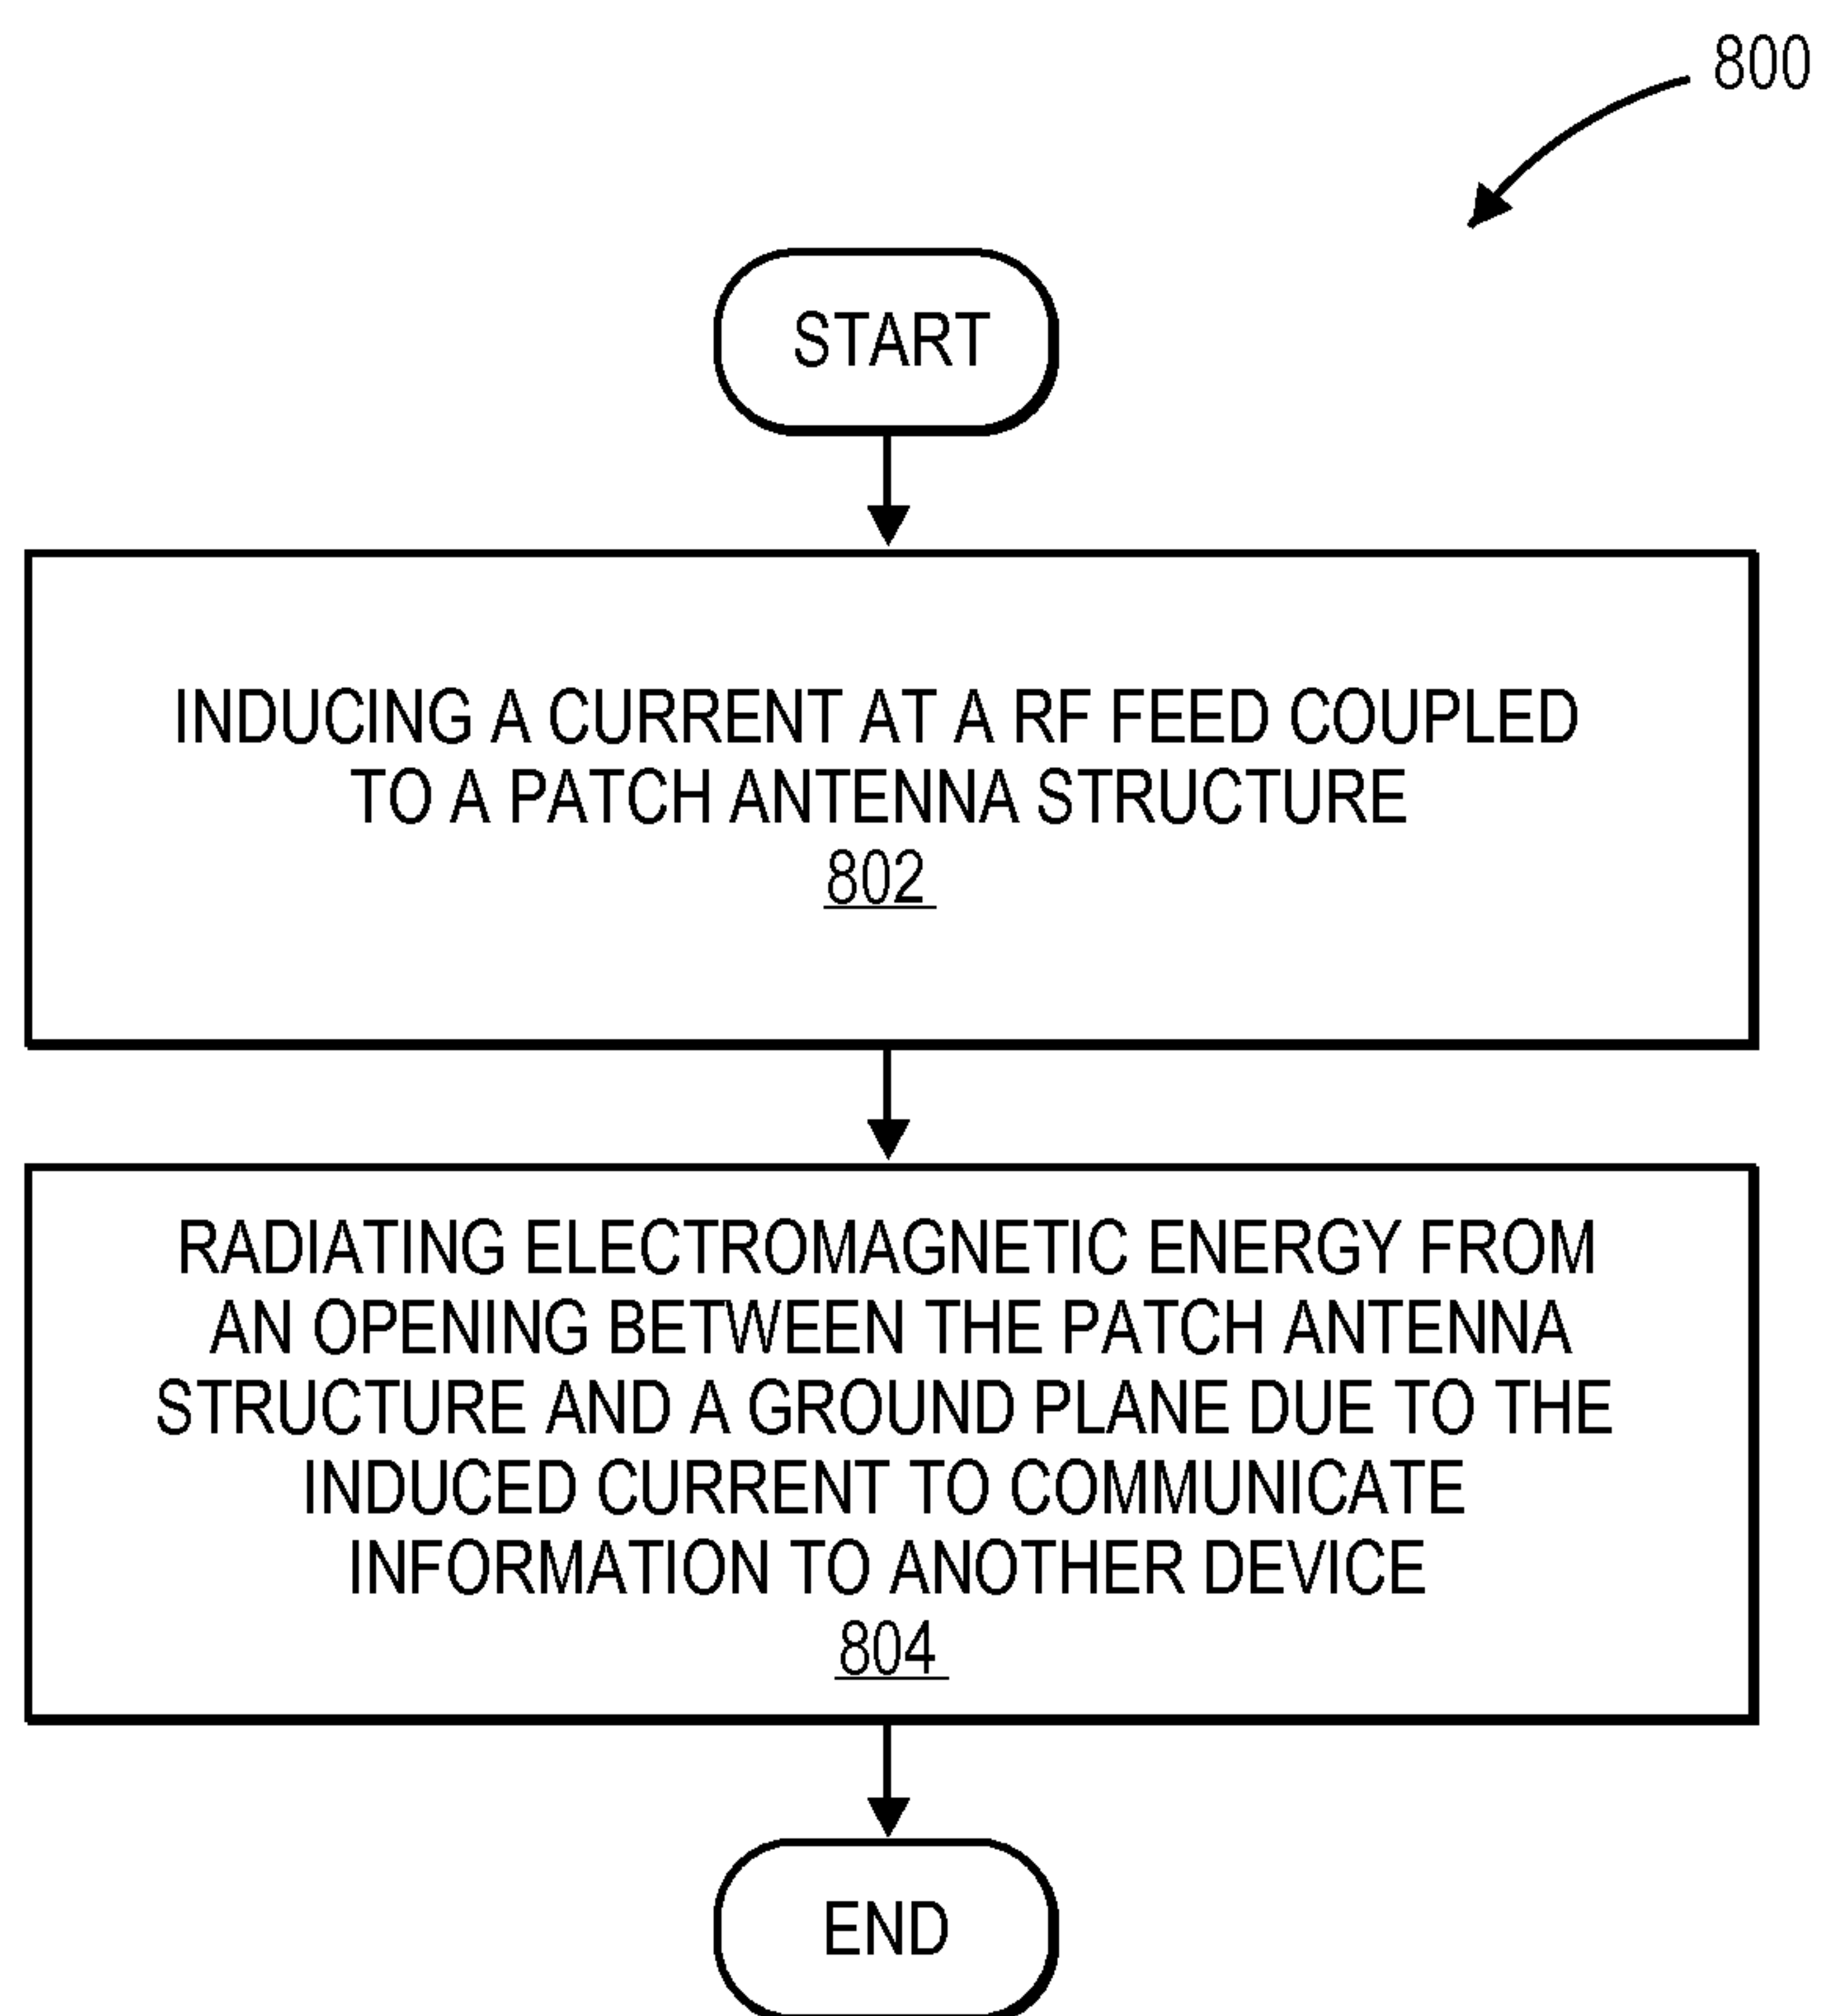 800
START
INDUCING A CURRENT AT A RF FEED COUPLED
TO A PATCH ANTENNA STRUCTURE
802
RADIATING ELECTROMAGNETIC ENERGY FROM
AN OPENING BETWEEN THE PATCH ANTENNA
STRUCTURE AND A GROUND PLANE DUE TO THE
INDUCED CURRENT TO COMMUNICATE
INFORMATION TO ANOTHER DEVICE
804
END